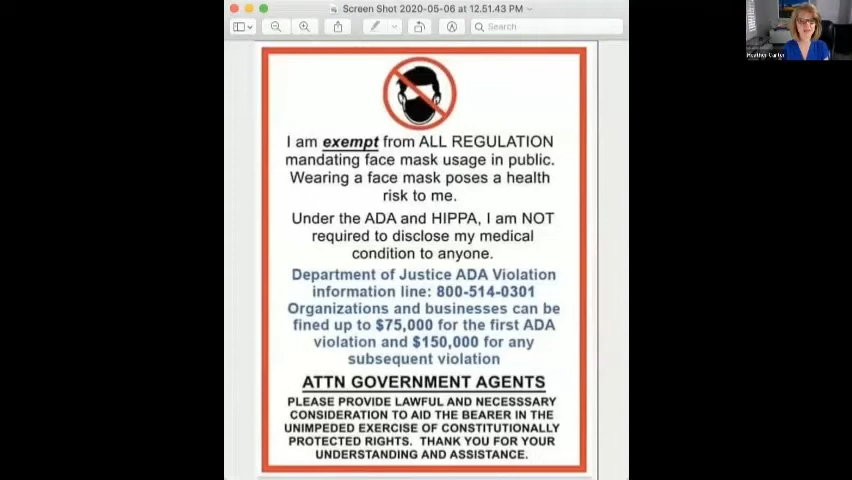 Screen Shot 2020-05-06 at 12.51.43 PM
Search
Heather Carter
I am exempt from ALL REGULATION
mandating face mask usage in public.
Wearing a face mask poses a health
risk to me.
Under the ADA and HIPPA, I am NOT
required to disclose my medical
condition to anyone.
Department of Justice ADA Violation
information line: 800-514-0301
Organizations and businesses can be
fined up to $75,000 for the first ADA
violation and $150,000 for any
subsequent violation
ATTN GOVERNMENT AGENTS
PLEASE PROVIDE LAWFUL AND NECESSSARY
CONSIDERATION TO AID THE BEARER IN THE
UNIMPEDED EXERCISE OF CONSTITUTIONALLY
PROTECTED RIGHTS. THANK YOU FOR YOUR
UNDERSTANDING AND ASSISTANCE.